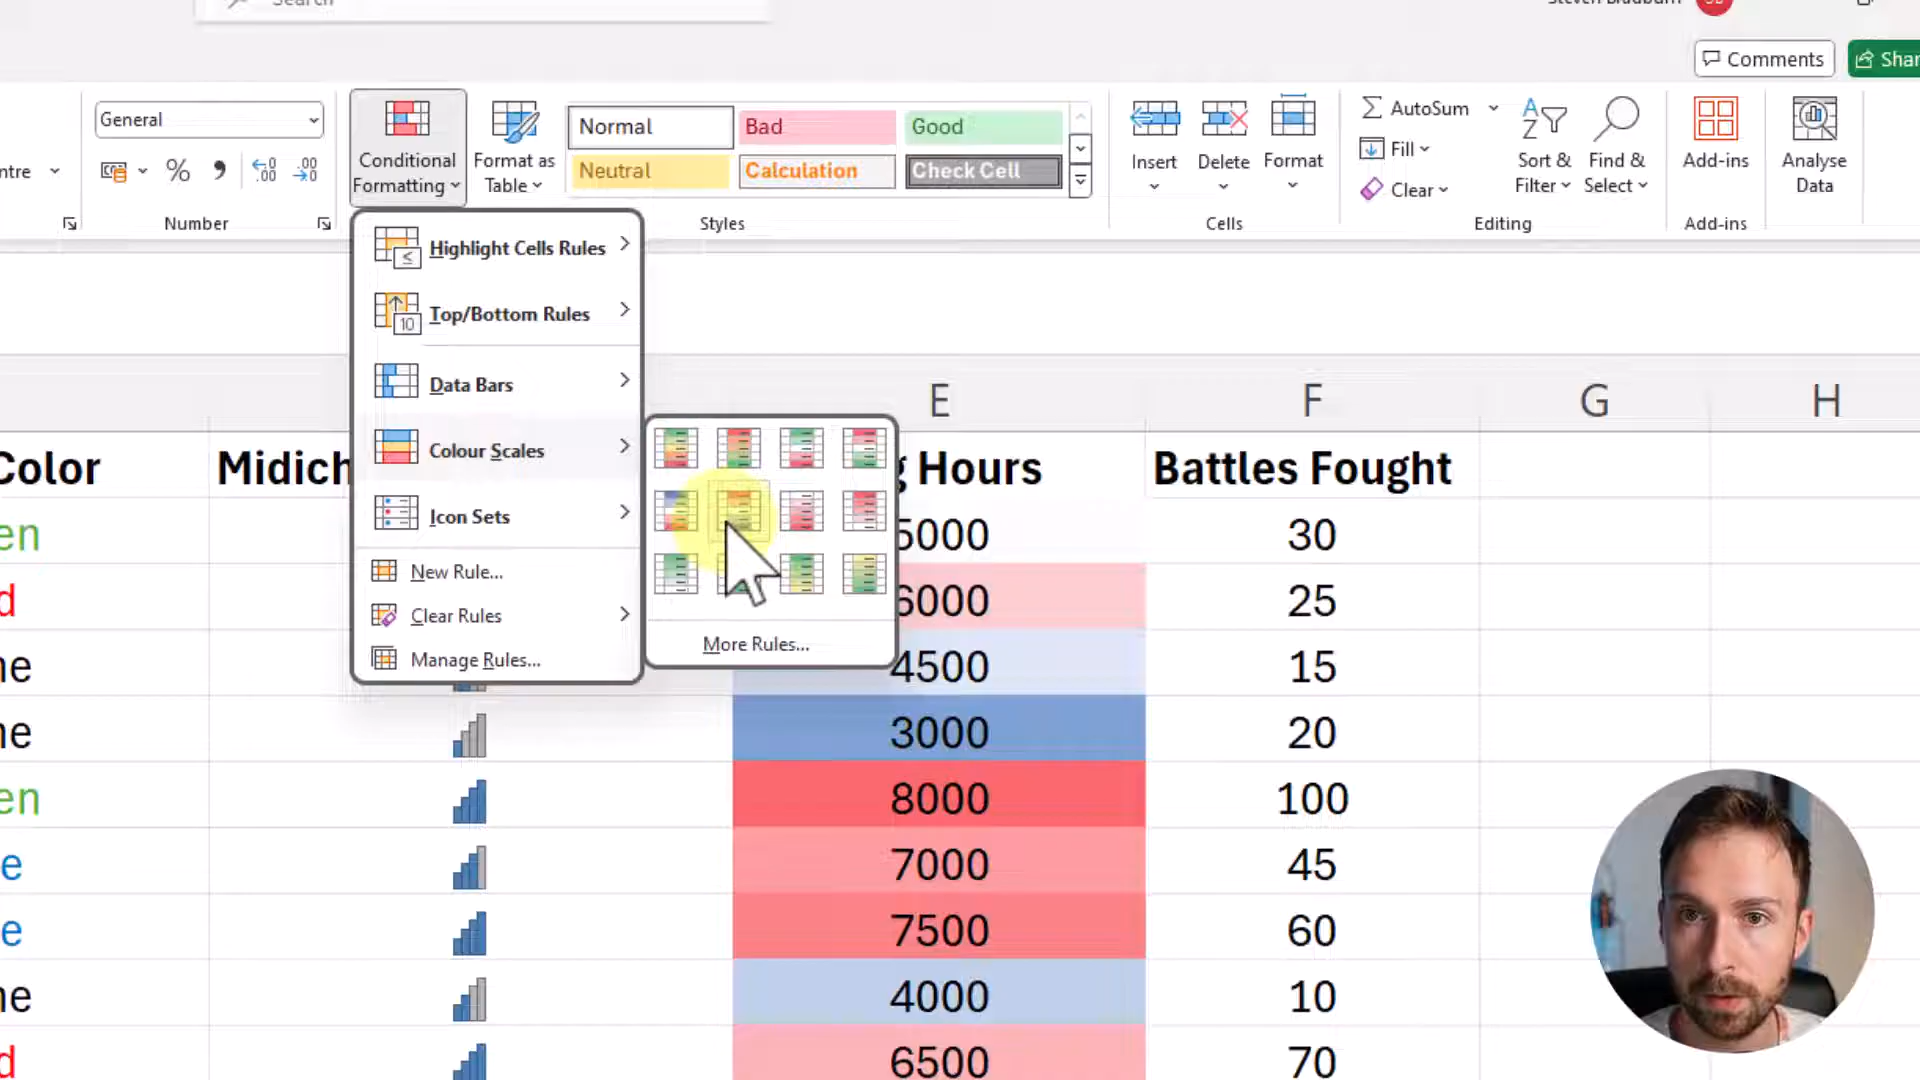 Search
Steven Bradburn
Comments
Shar
General
Conditional
Formatting
Format as
Table
Normal
Bad
Good
Neutral
Calculation
Check Cell
Insert
Delete
Format
AutoSum
Fill
Clear
Sort &
Filter
Find &
Select
Add-ins
Analyse
Data
ntre
Number
Styles
Cells
Editing
Add-ins
Highlight Cells Rules
Top/Bottom Rules
Data Bars
Colour Scales
Icon Sets
New Rule...
Clear Rules
Manage Rules...
More Rules...
E F G H
Color Midich g Hours Battles Fought
en 5000 30
d 6000 25
ne 4500 15
ne 3000 20
en 8000 100
e 7000 45
e 7500 60
ne 4000 10
d 6500 70